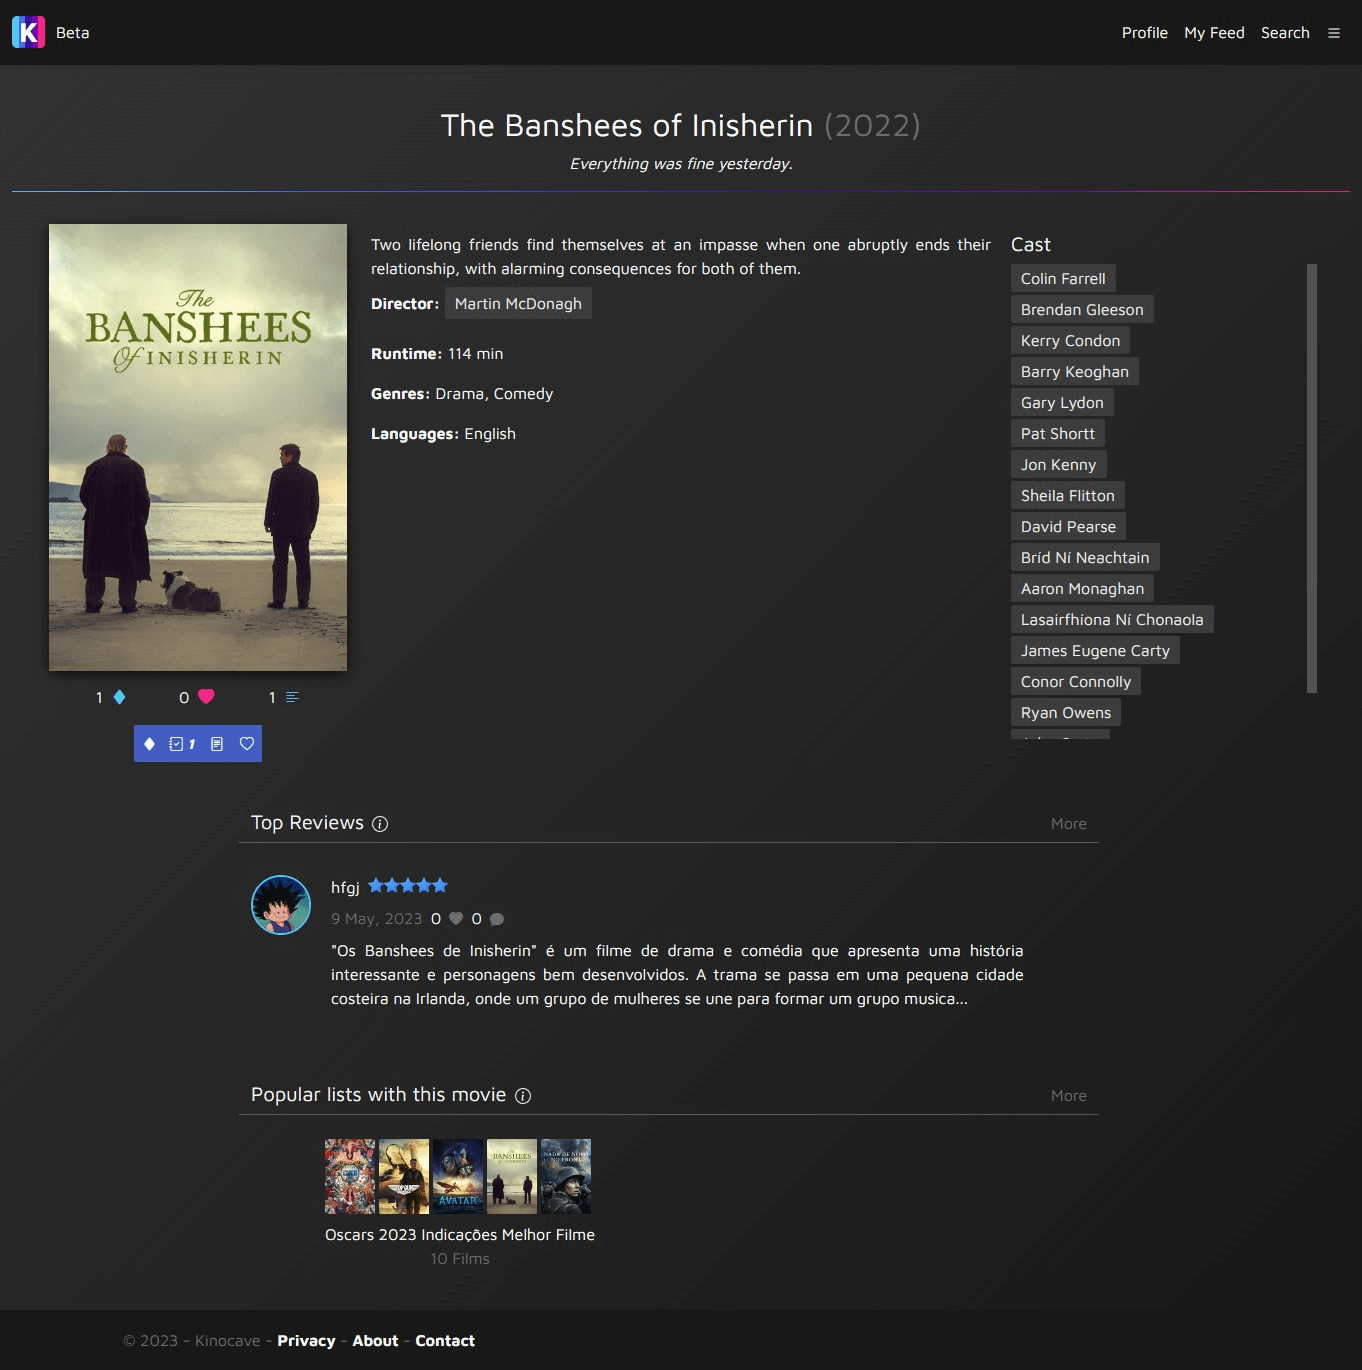 K Beta
Profile My Feed Search
The Banshees of Inisherin (2022)
Everything was fine yesterday.
The
BANSHEES
Of INISHERIN
Two lifelong friends find themselves at an impasse when one abruptly ends their
relationship, with alarming consequences for both of them.
Director: Martin McDonagh
Runtime: 114 min
Genres: Drama, Comedy
Languages: English
Cast
Colin Farrell
Brendan Gleeson
Kerry Condon
Barry Keoghan
Gary Lydon
Pat Shortt
Jon Kenny
Sheila Flitton
David Pearse
Bríd Ní Neachtain
Aaron Monaghan
Lasairfhíona Ní Chonaola
James Eugene Carty
Conor Connolly
Ryan Owens
1 0 1
1
Top Reviews
More
hfgj
9 May, 2023 0 0
"Os Banshees de Inisherin" é um filme de drama e comédia que apresenta uma história
interessante e personagens bem desenvolvidos. A trama se passa em uma pequena cidade
costeira na Irlanda, onde um grupo de mulheres se une para formar um grupo musica...
Popular lists with this movie
More
TOP GUN
AVATAR
BANSHEES
NADA DE NOVO
NO FRONT
Oscars 2023 Indicações Melhor Filme
10 Films
© 2023 - Kinocave - Privacy - About - Contact